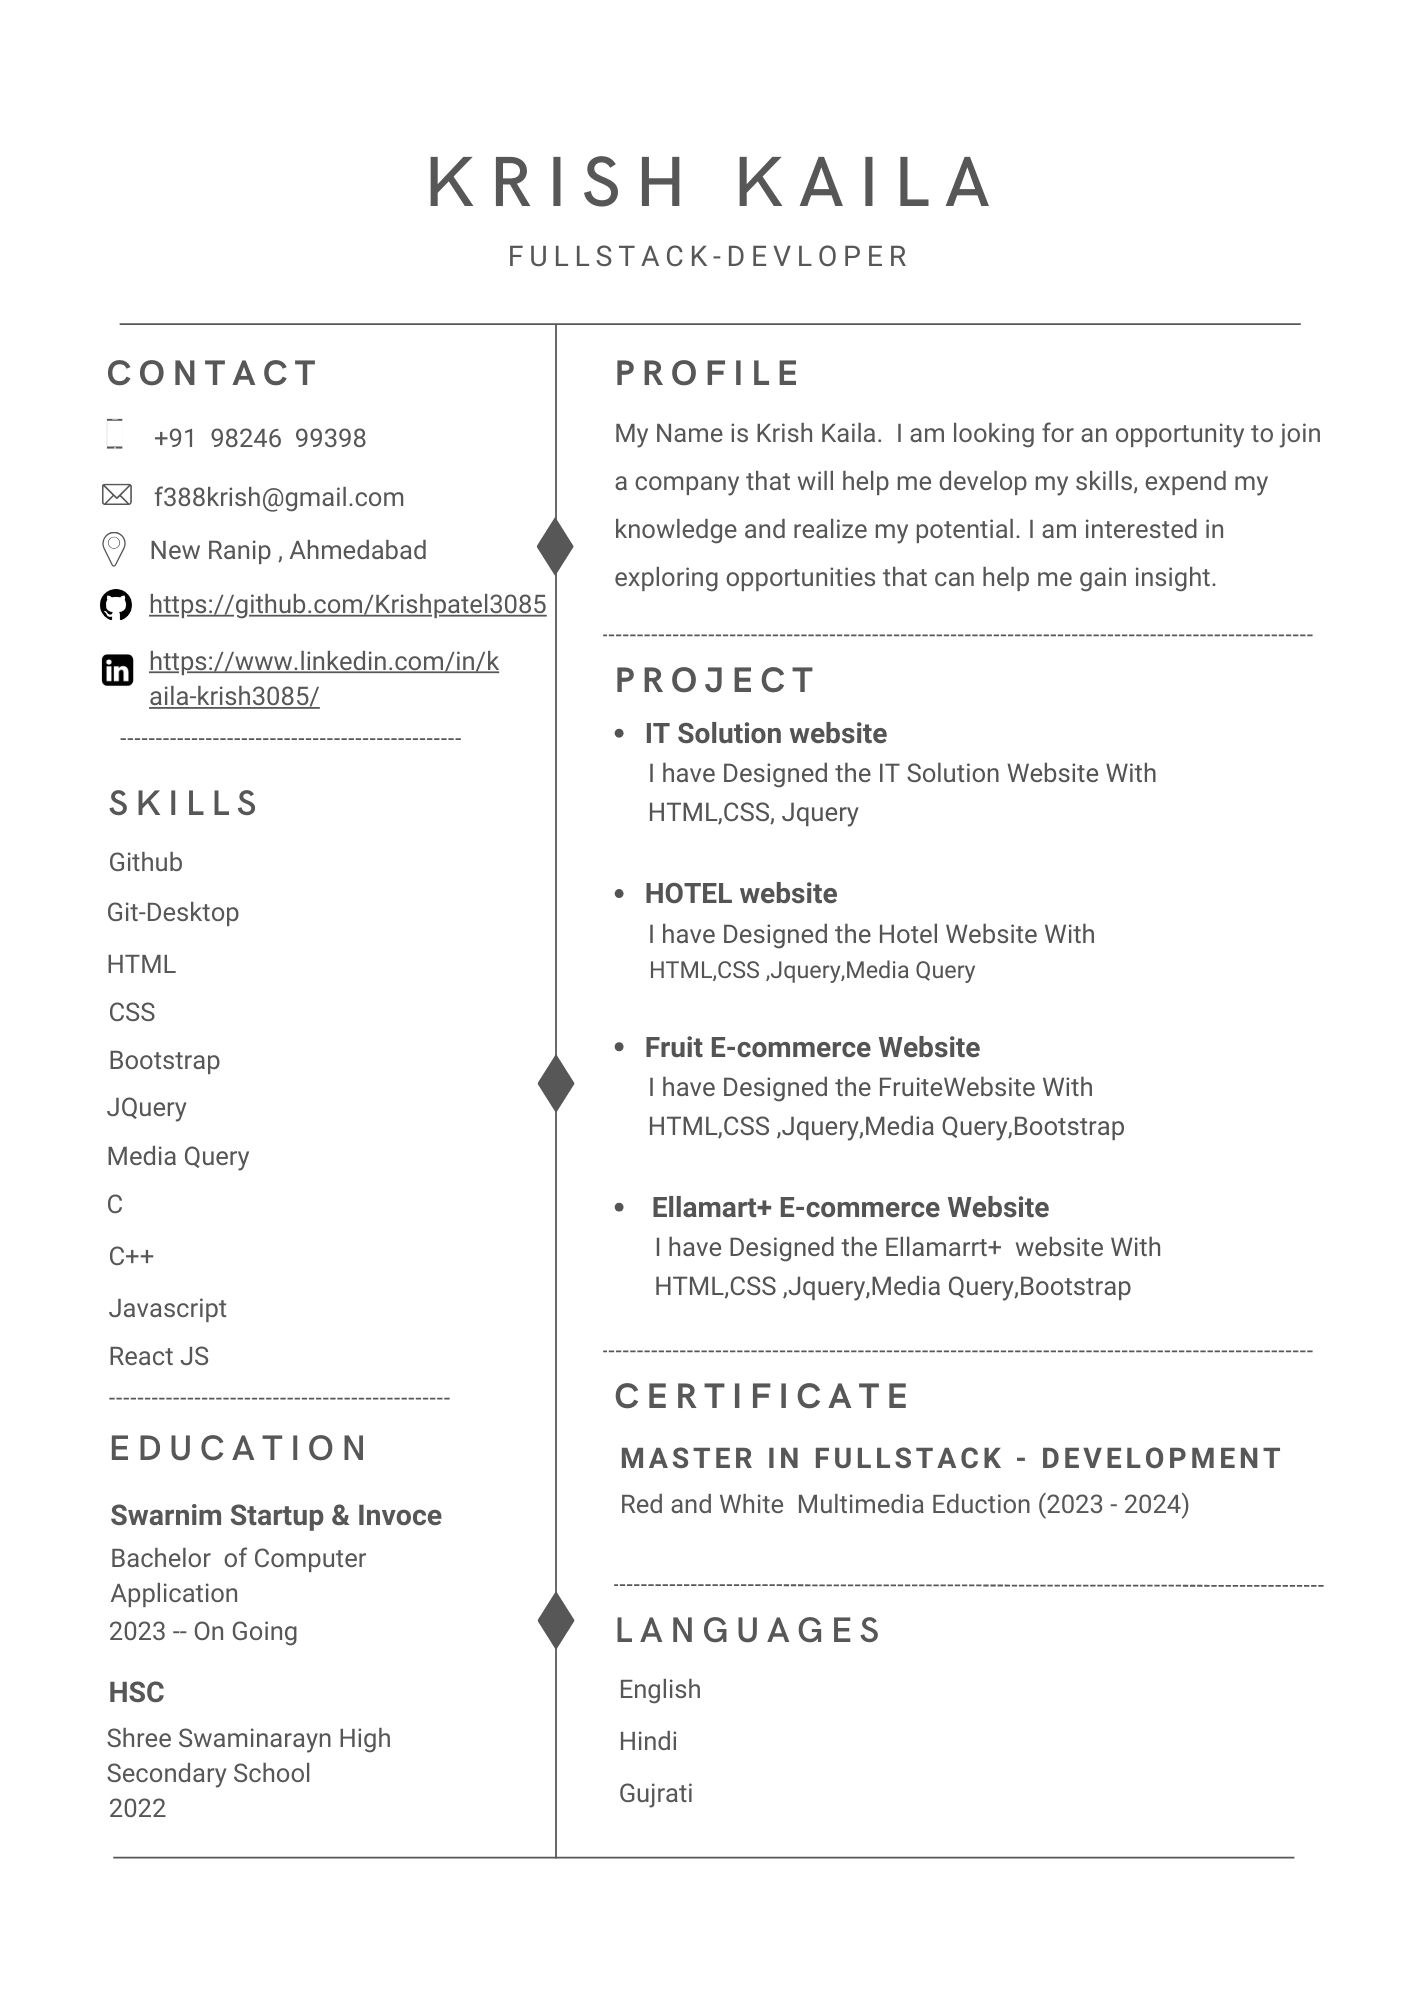 KRISH KAILA
FULLSTACK-DEVLOPER
CONTACT
+91 98246 99398
f388krish@gmail.com
New Ranip , Ahmedabad
https://github.com/Krishpatel3085
https://www.linkedin.com/in/k
aila-krish3085/
SKILLS
Github
Git-Desktop
HTML
CSS
Bootstrap
JQuery
Media Query
C
C++
Javascript
React JS
EDUCATION
Swarnim Startup & Invoce
Bachelor of Computer
Application
2023 -- On Going
HSC
Shree Swaminarayn High
Secondary School
2022
PROFILE
My Name is Krish Kaila. I am looking for an opportunity to join
a company that will help me develop my skills, expend my
knowledge and realize my potential. I am interested in
exploring opportunities that can help me gain insight.
PROJECT
• IT Solution website
I have Designed the IT Solution Website With
HTML,CSS, Jquery
• HOTEL website
I have Designed the Hotel Website With
HTML,CSS ,Jquery,Media Query
• Fruit E-commerce Website
I have Designed the FruiteWebsite With
HTML,CSS ,Jquery,Media Query,Bootstrap
• Ellamart+ E-commerce Website
I have Designed the Ellamarrt+ website With
HTML,CSS ,Jquery,Media Query,Bootstrap
CERTIFICATE
MASTER IN FULLSTACK - DEVELOPMENT
Red and White Multimedia Eduction (2023 - 2024)
LANGUAGES
English
Hindi
Gujrati